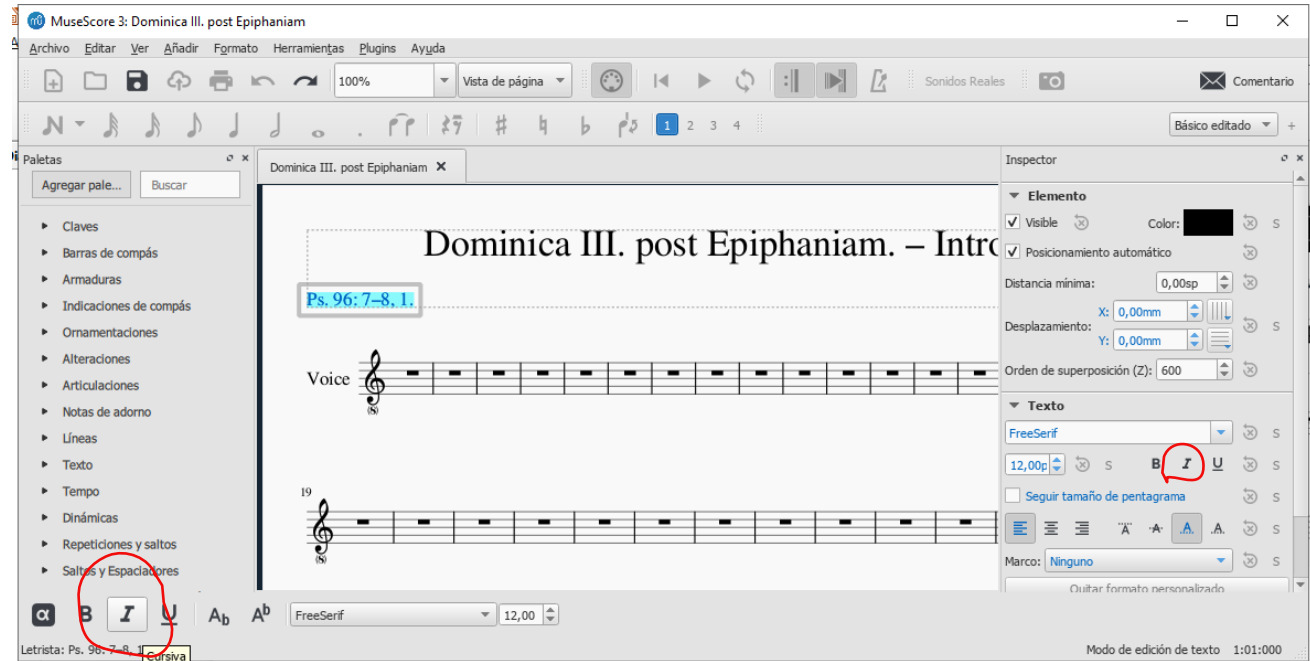 MuseScore 3: Dominica III. post Epiphaniam
Archivo Editar Ver Añadir Formato Herramientas Plugins Ayuda
100% Vista de página Sonidos Reales Comentario
1 2 3 4 Básico editado
Paletas
Agregar pale... Buscar
Claves
Barras de compás
Armaduras
Indicaciones de compás
Ornamentaciones
Alteraciones
Articulaciones
Notas de adorno
Líneas
Texto
Tempo
Dinámicas
Repeticiones y saltos
Saltos y Espaciadores
Dominica III. post Epiphaniam
Dominica III. post Epiphaniam. – Intro
Ps. 96: 7–8, 1.
Voice
(8)
19
(8)
Inspector
Elemento
Visible Color: S
Posicionamiento automático
Distancia mínima: 0,00sp
X: 0,00mm
Desplazamiento: S
Y: 0,00mm
Orden de superposición (Z): 600
Texto
FreeSerif S
12,00p S B I U S
Seguir tamaño de pentagrama S
A A A. A. S
Marco: Ninguno S
Quitar formato personalizado
α B I U Ab Ab FreeSerif 12,00
Letrista: Ps. 96: 7–8, 1
Cursiva
Modo de edición de texto 1:01:000